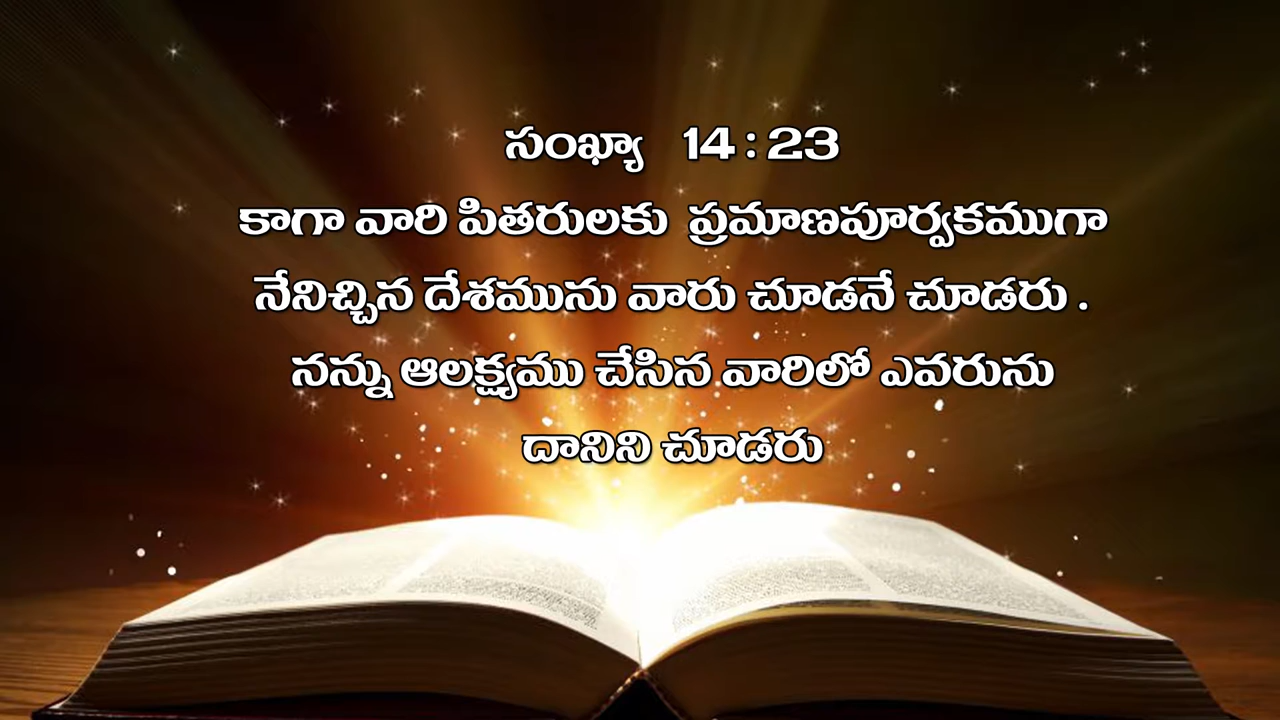 సంఖ్యా 14 : 23
కాగా వారి పితరులకు ప్రమాణపూర్వకముగా
నేనిచ్చిన దేశమును వారు చూడనే చూడరు .
నన్ను ఆలక్ష్యము చేసిన వారిలో ఎవరును
దానిని చూడరు